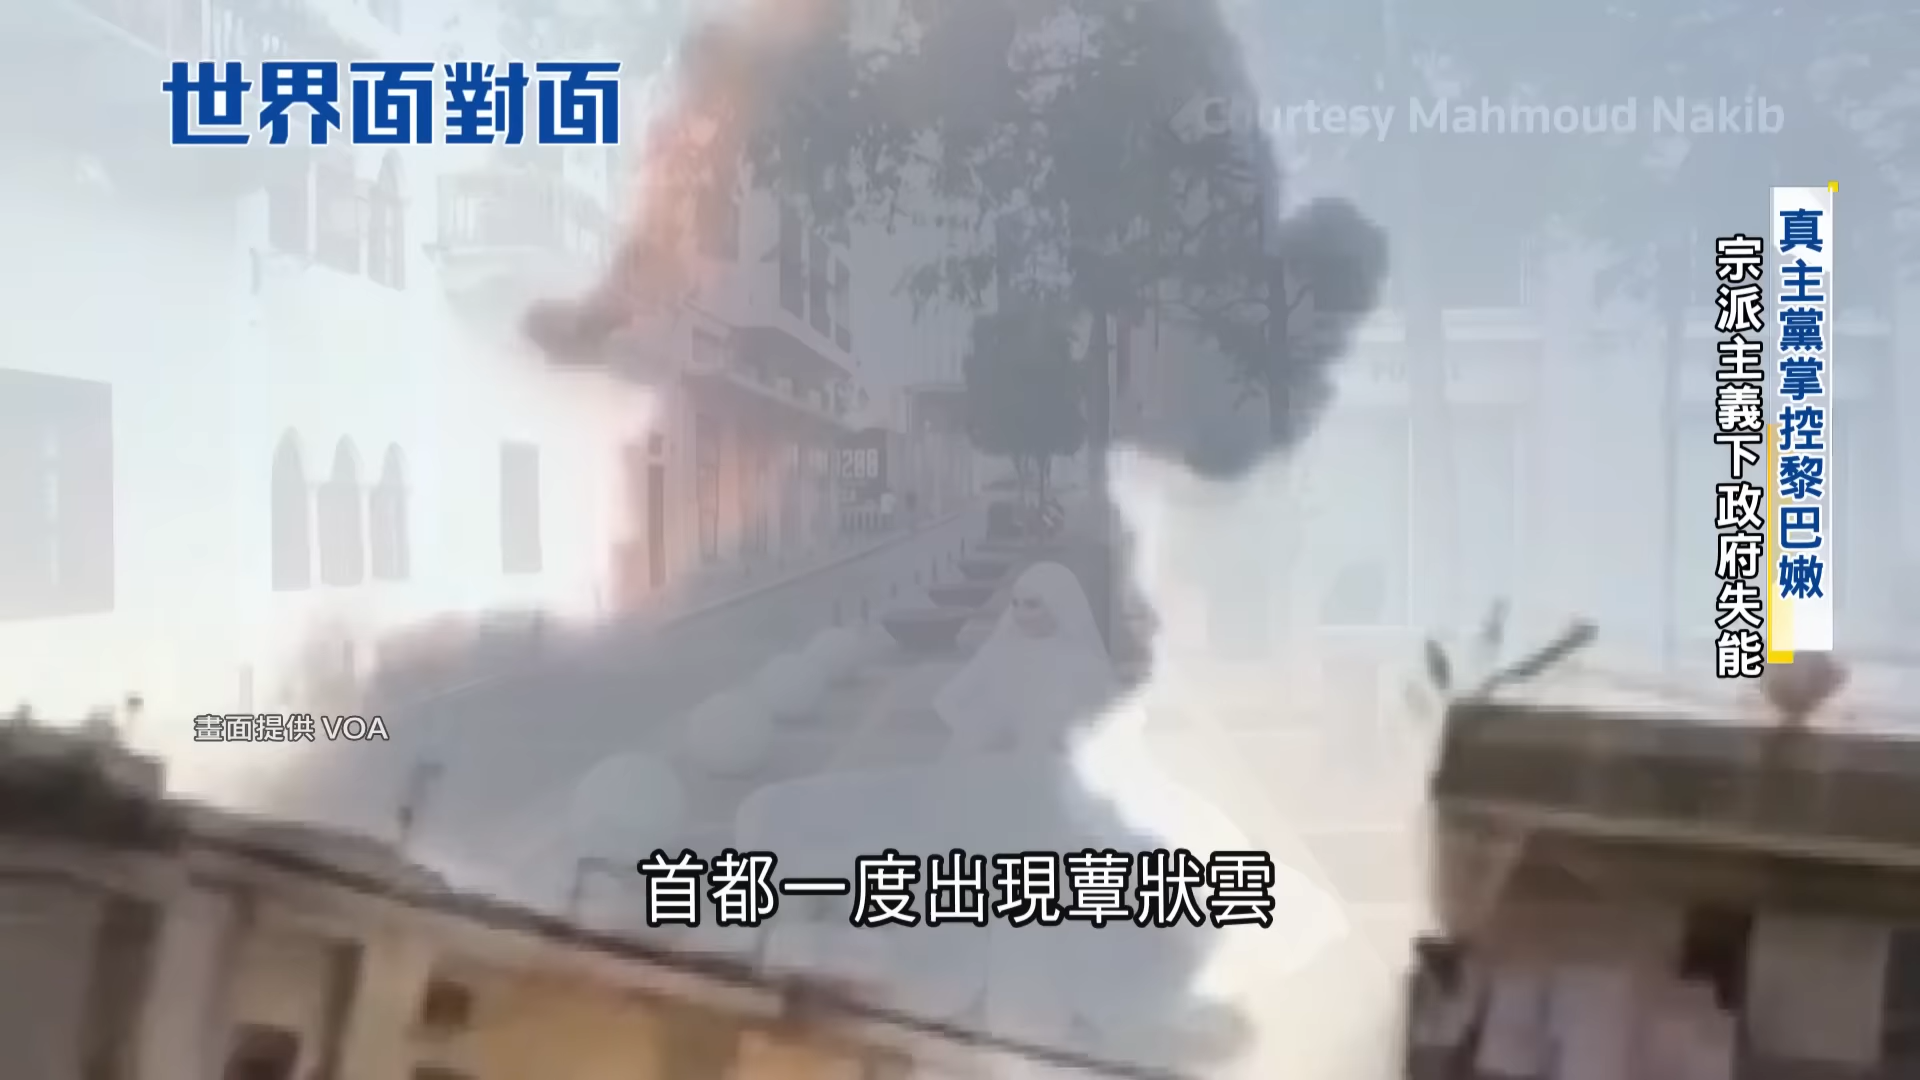 世界面對面
Courtesy Mahmoud Nakib
真主黨掌控黎巴嫩
宗派主義下政府失能
1200
畫面提供 VOA
首都一度出現蕈狀雲